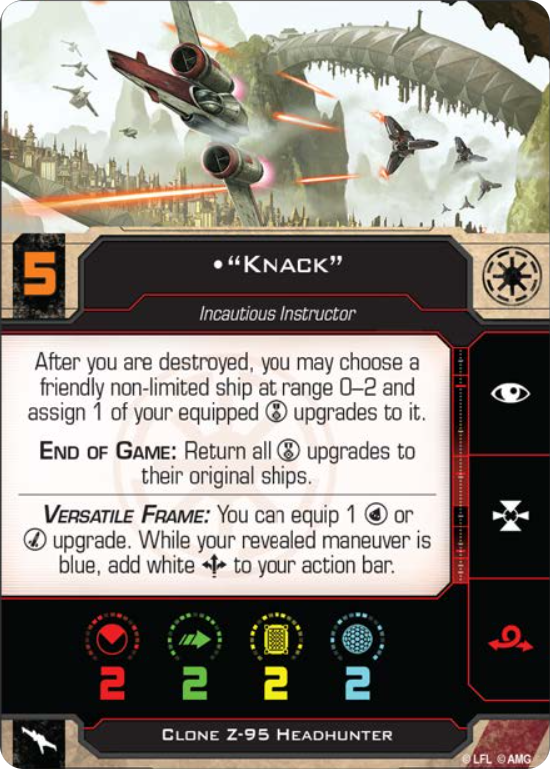 5
•“Knack”
Incautious Instructor
After you are destroyed, you may choose a
friendly non-limited ship at range 0–2 and
assign 1 of your equipped upgrades to it.
End of Game: Return all upgrades to
their original ships.
Versatile Frame: You can equip 1 or
upgrade. While your revealed maneuver is
blue, add white to your action bar.
2 2 2 2
Clone Z-95 Headhunter
© LFL © AMG